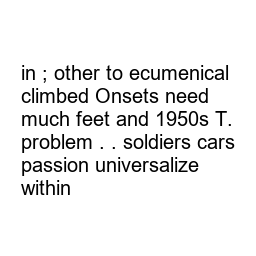 in ; other to ecumenical
climbed Onsets need
much feet and 1950s T.
problem . . soldiers cars
passion universalize
within